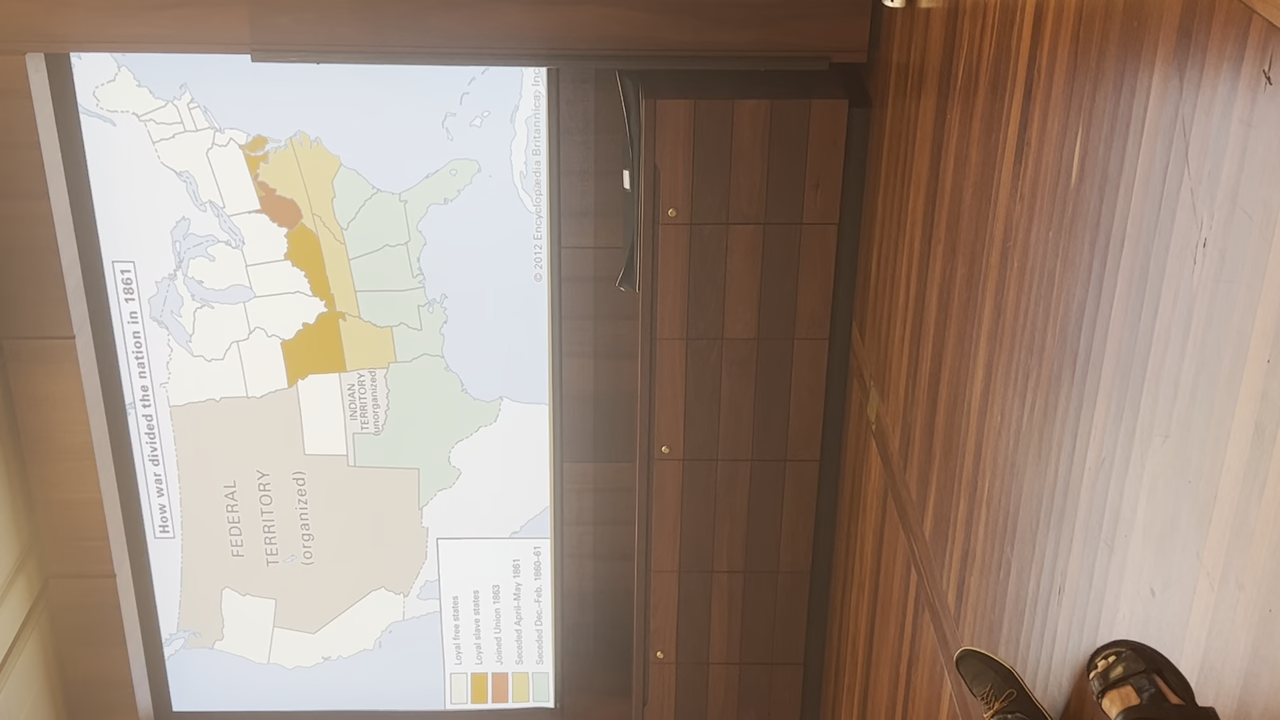 How war divided the nation in 1861
FEDERAL
TERRITORY
(organized)
INDIAN
TERRITORY
(unorganized)
Loyal free states
Loyal slave states
Joined Union 1863
Seceded April–May 1861
Seceded Dec.–Feb. 1860–61
© 2012 Encyclopædia Britannica, Inc